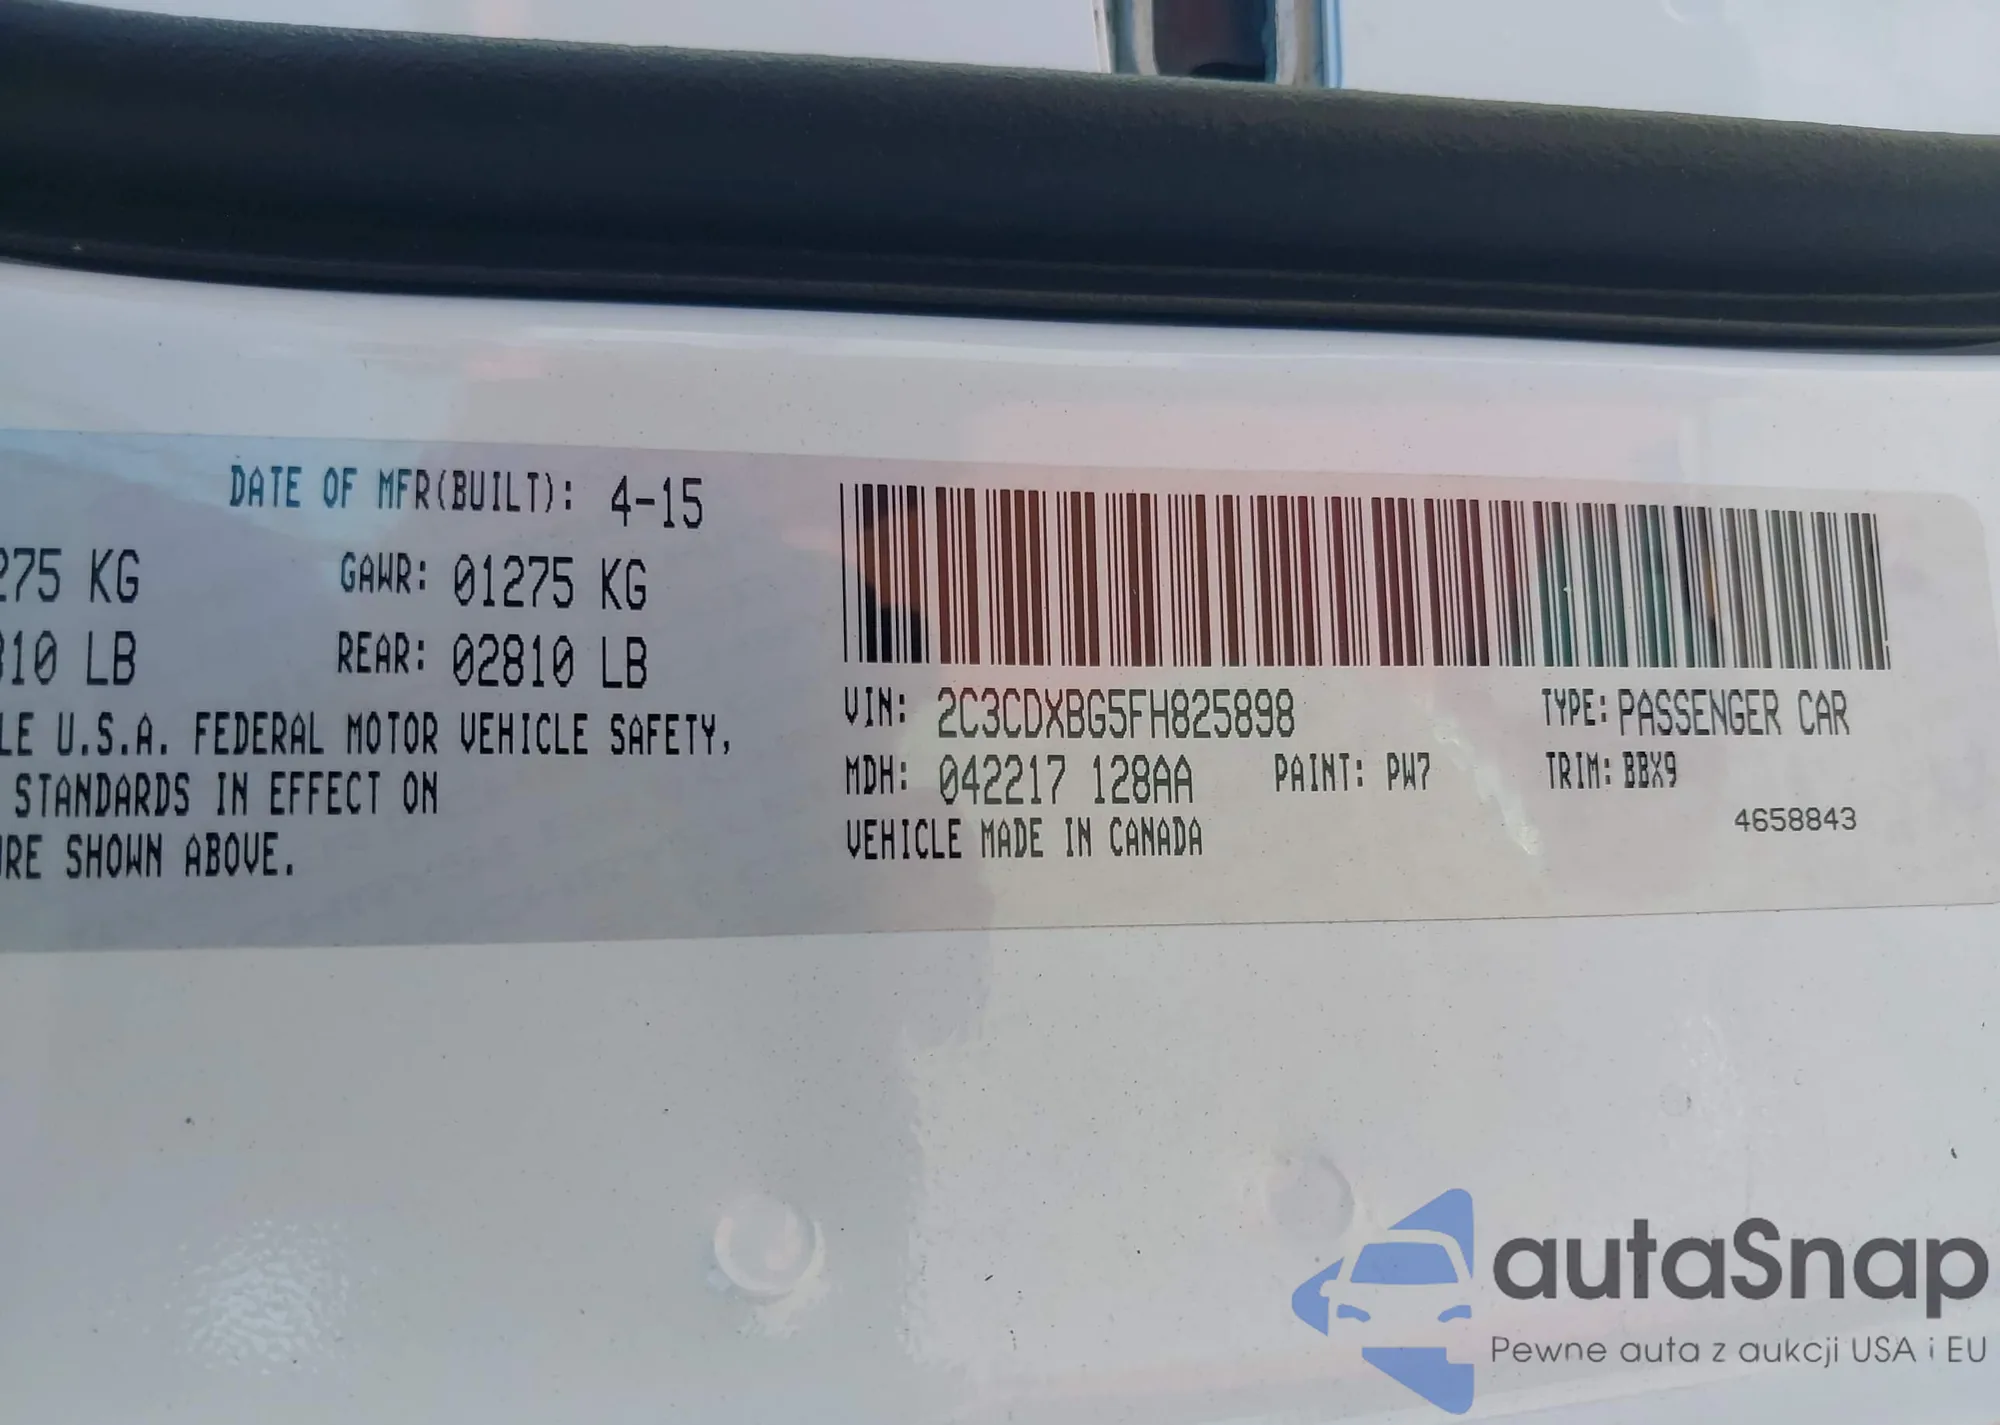 DATE OF MFR(BUILT): 4-15
275 KG GAWR: 01275 KG
810 LB REAR: 02810 LB
LE U.S.A. FEDERAL MOTOR VEHICLE SAFETY,
STANDARDS IN EFFECT ON
URE SHOWN ABOVE.
VIN: 2C3CDXBG5FH825898 TYPE: PASSENGER CAR
MDH: 042217 128AA PAINT: PW7 TRIM: BBX9
4658843
VEHICLE MADE IN CANADA
autaSnap
Pewne auta z aukcji USA i EU